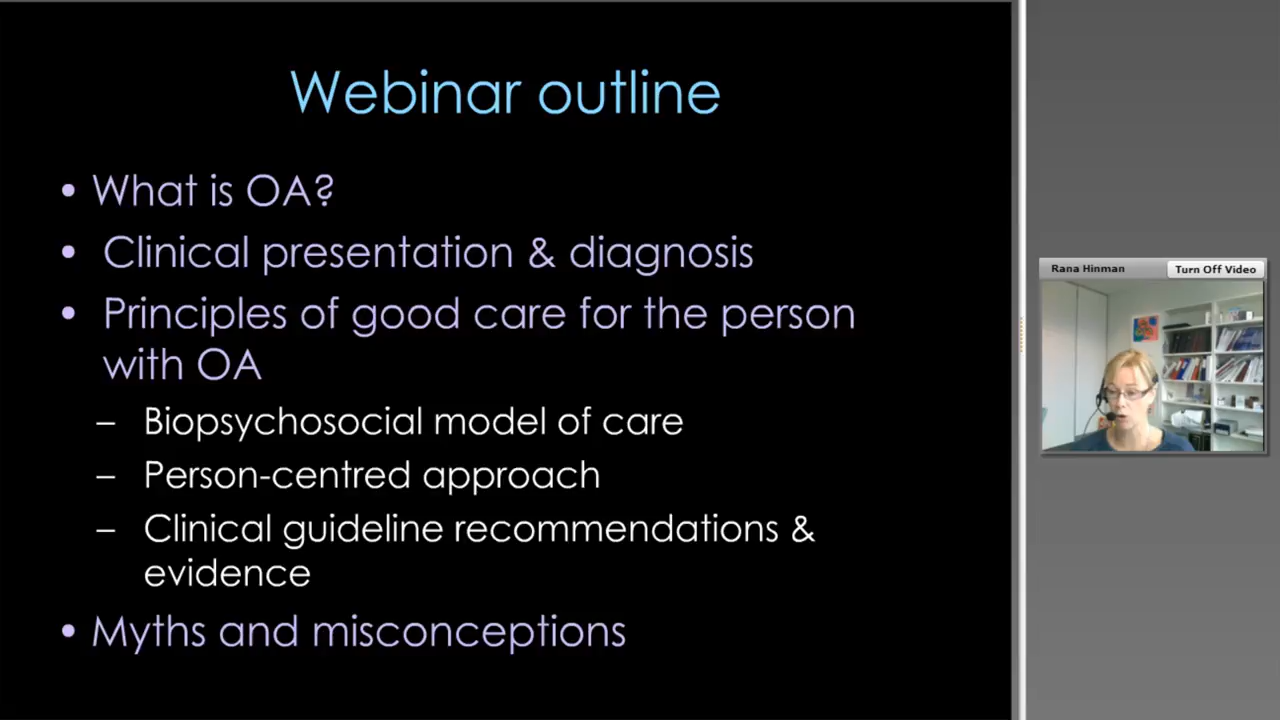 Webinar outline
• What is OA?
• Clinical presentation & diagnosis
• Principles of good care for the person
with OA
– Biopsychosocial model of care
– Person-centred approach
– Clinical guideline recommendations &
evidence
• Myths and misconceptions
Rana Hinman
Turn Off Video